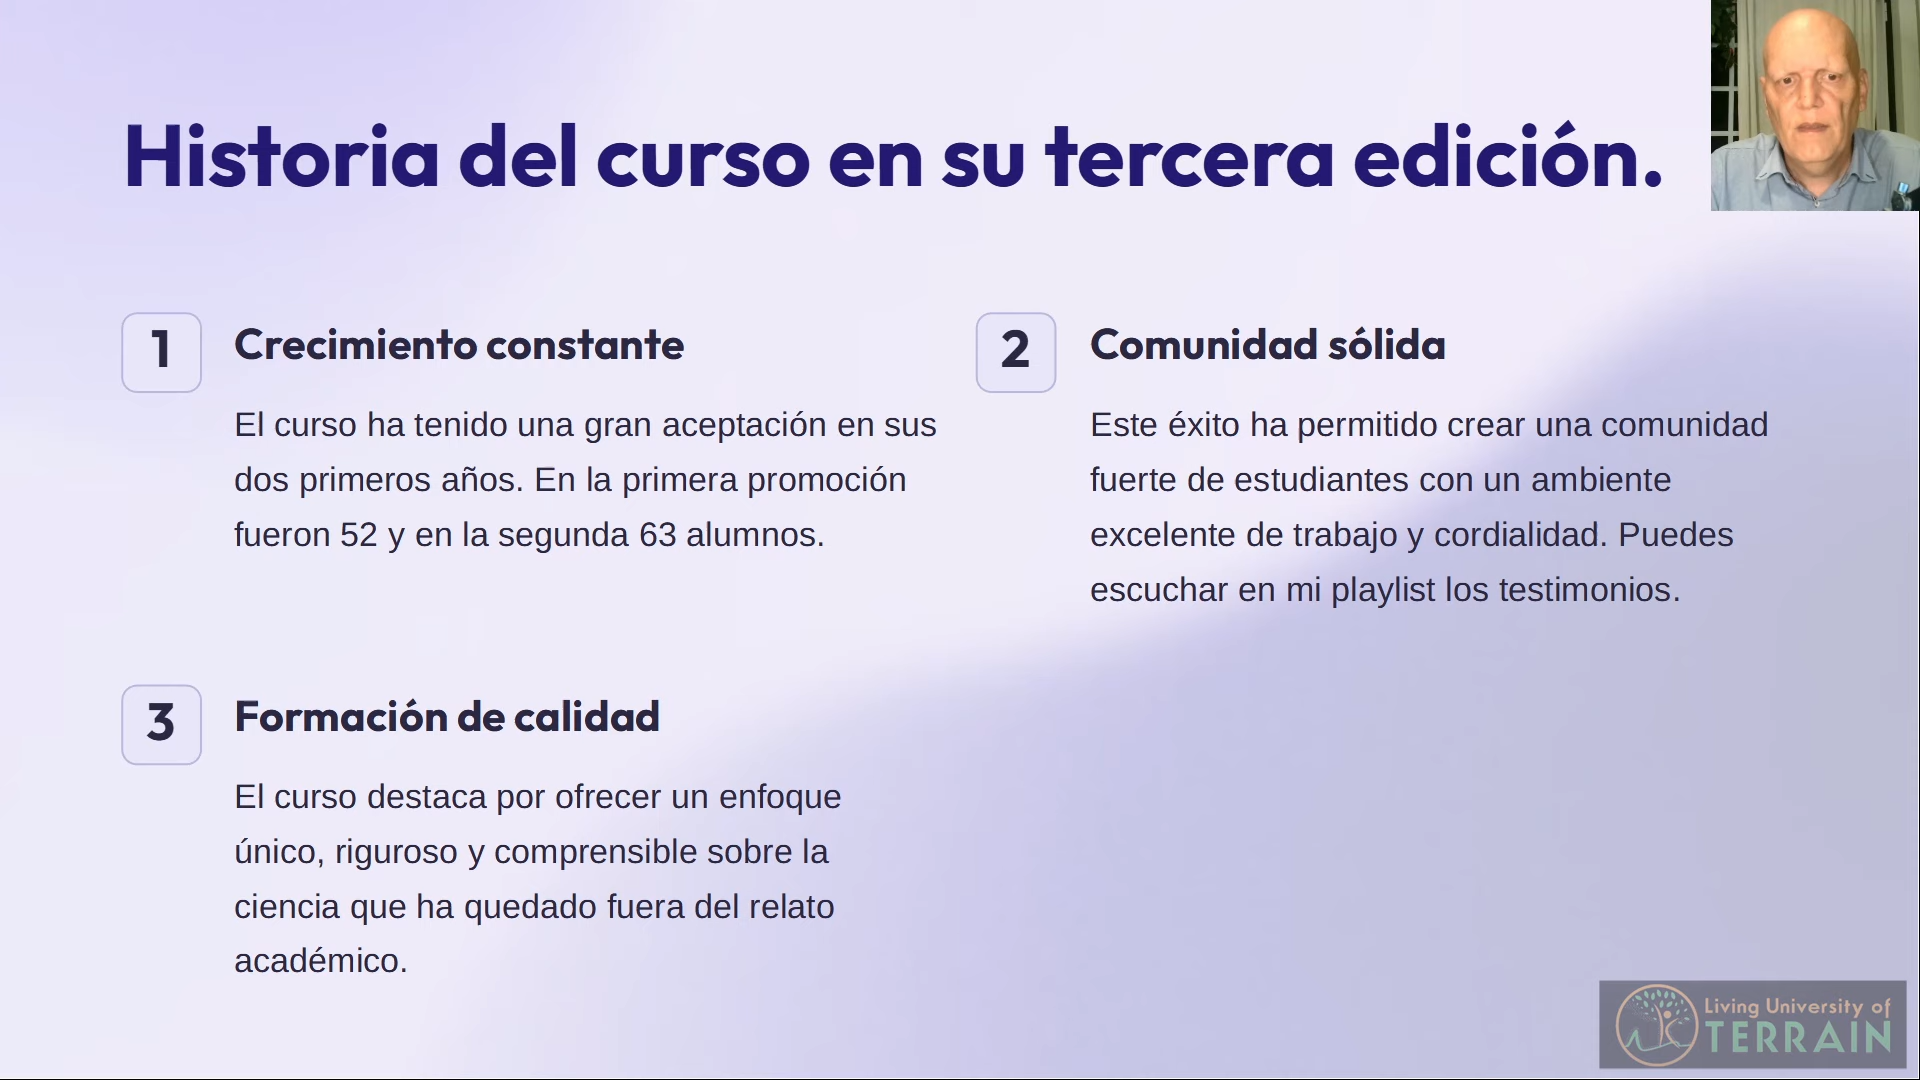 Historia del curso en su tercera edición.
1
Crecimiento constante
El curso ha tenido una gran aceptación en sus
dos primeros años. En la primera promoción
fueron 52 y en la segunda 63 alumnos.
2
Comunidad sólida
Este éxito ha permitido crear una comunidad
fuerte de estudiantes con un ambiente
excelente de trabajo y cordialidad. Puedes
escuchar en mi playlist los testimonios.
3
Formación de calidad
El curso destaca por ofrecer un enfoque
único, riguroso y comprensible sobre la
ciencia que ha quedado fuera del relato
académico.
Living University of
TERRAIN